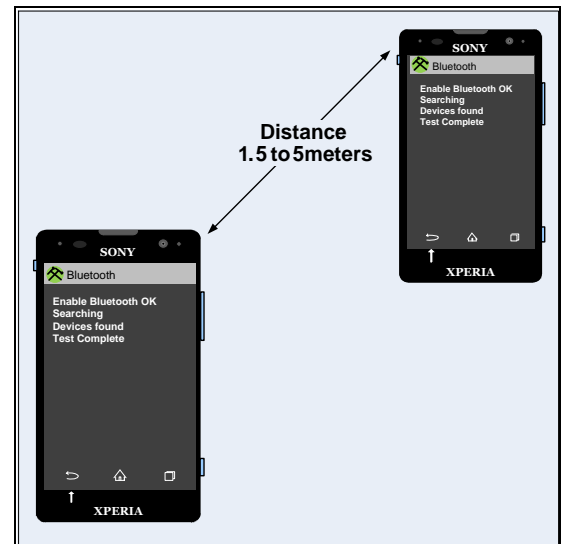 SONY
Bluetooth
Enable Bluetooth OK
Searching
Devices found
Test Complete
XPERIA
Distance
1.5 to 5meters
SONY
Bluetooth
Enable Bluetooth OK
Searching
Devices found
Test Complete
XPERIA